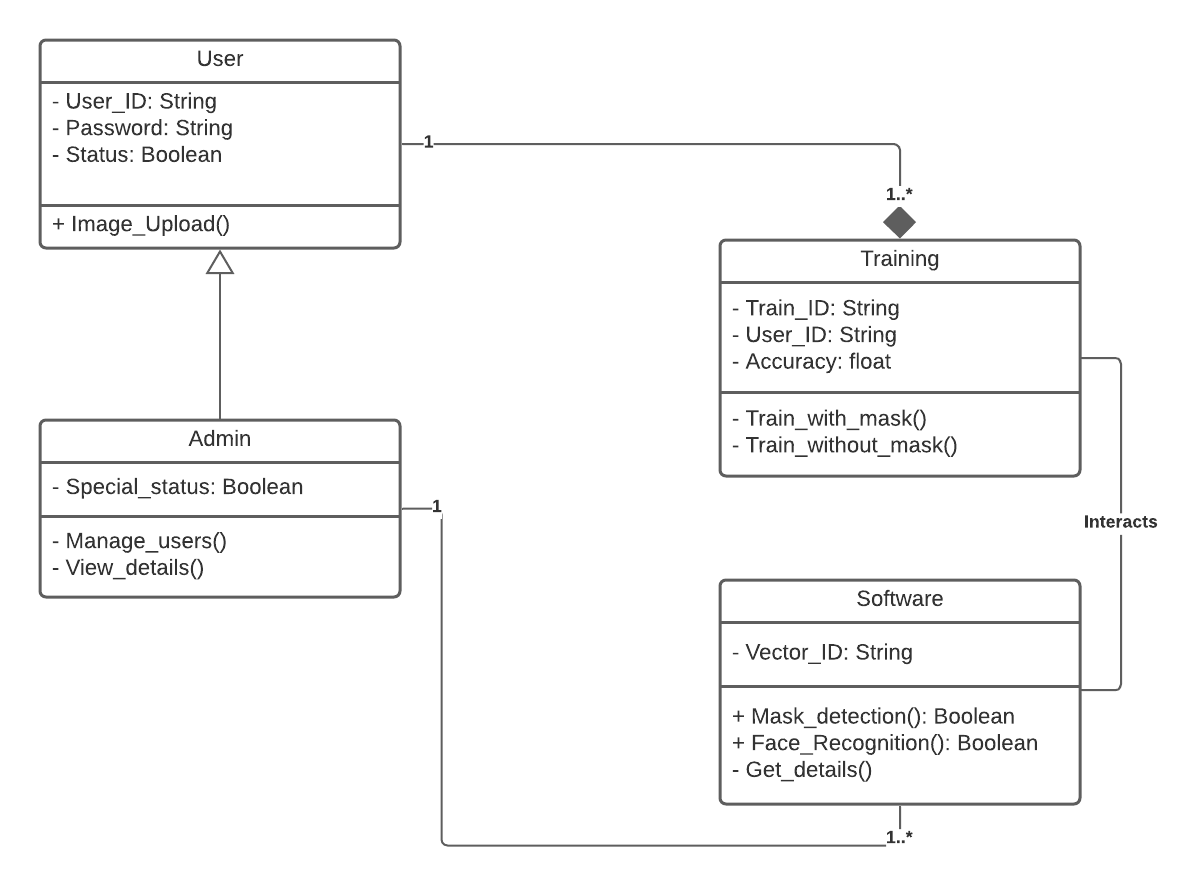 User
- User_ID: String
- Password: String
- Status: Boolean
+ Image_Upload()
1
1..*
Training
- Train_ID: String
- User_ID: String
- Accuracy: float
- Train_with_mask()
- Train_without_mask()
Admin
- Special_status: Boolean
- Manage_users()
- View_details()
1
Interacts
Software
- Vector_ID: String
+ Mask_detection(): Boolean
+ Face_Recognition(): Boolean
- Get_details()
1..*